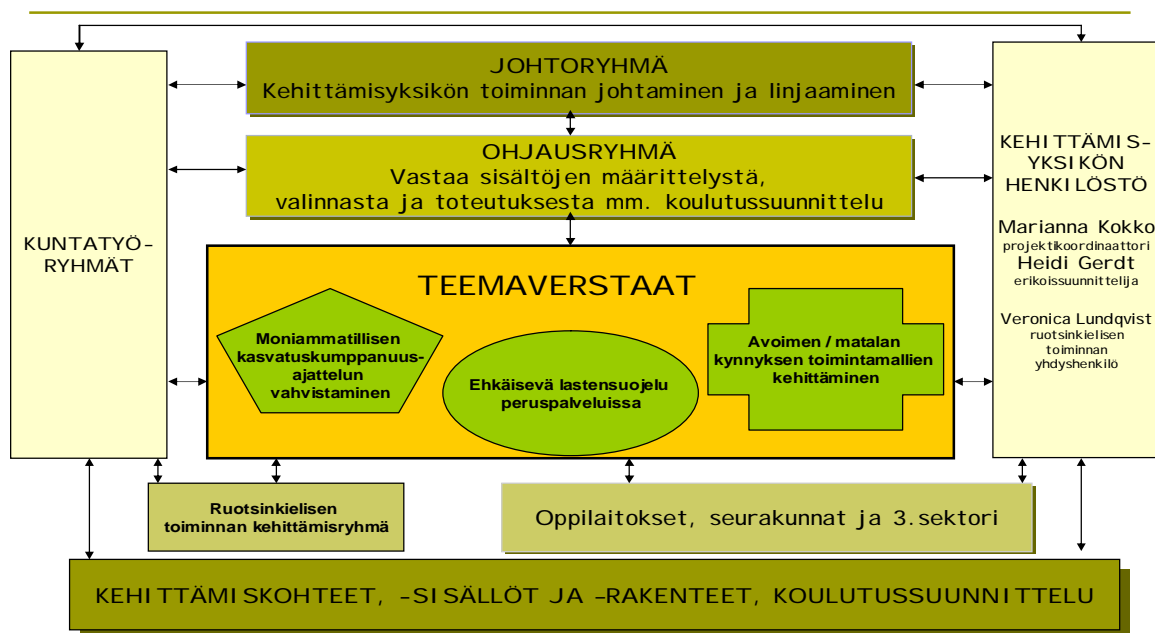 JOHTORYHMÄ
Kehittämisyksikön toiminnan johtaminen ja linjaaminen
OHJAUSRYHMÄ
Vastaa sisältöjen määrittelystä,
valinnasta ja toteutuksesta mm. koulutussuunnittelu
KUNTATYÖ-
RYHMÄT
TEEMAVERSTAAT
Moniammatillisen
kasvatuskumppanuus-
ajattelun
vahvistaminen
Ehkäisevä lastensuojelu
peruspalveluissa
Avoimen / matalan
kynnyksen toimintamallien
kehittäminen
KEHITTÄMIS-
YKSIKÖN
HENKILÖSTÖ
Marianna Kokko
projektikoordinaattori
Heidi Gerdt
erikoissuunnittelija
Veronica Lundqvist
ruotsinkielisen
toiminnan
yhdyshenkilö
Ruotsinkielisen
toiminnan kehittämisryhmä
Oppilaitokset, seurakunnat ja 3.sektori
KEHITTÄMISKOHTEET, -SISÄLLÖT JA -RAKENTEET, KOULUTUSSUUNNITTELU